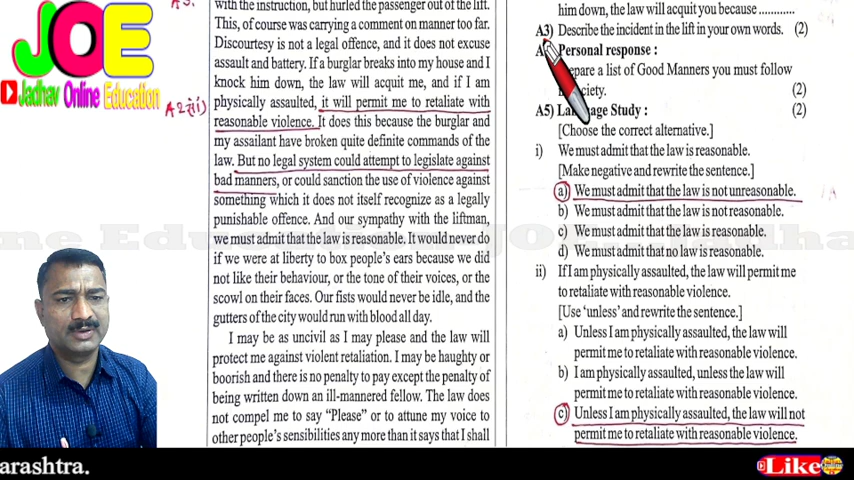 JOE
Jadhav Online Education
A 2 ii)
with the instruction, but hurled the passenger out of the lift.
This, of course was carrying a comment on manner too far.
Discourtesy is not a legal offence, and it does not excuse
assault and battery. If a burglar breaks into my house and I
knock him down, the law will acquit me, and if I am
physically assaulted, it will permit me to retaliate with
reasonable violence. It does this because the burglar and
my assailant have broken quite definite commands of the
law. But no legal system could attempt to legislate against
bad manners, or could sanction the use of violence against
something which it does not itself recognize as a legally
punishable offence. And our sympathy with the liftman,
we must admit that the law is reasonable. It would never do
if we were at liberty to box people's ears because we did
not like their behaviour, or the tone of their voices, or the
scowl on their faces. Our fists would never be idle, and the
gutters of the city would run with blood all day.
I may be as uncivil as I may please and the law will
protect me against violent retaliation. I may be haughty or
boorish and there is no penalty to pay except the penalty of
being written down an ill-mannered fellow. The law does
not compel me to say “Please” or to attune my voice to
other people's sensibilities any more than it says that I shall
him down, the law will acquit you because ............
A3) Describe the incident in the lift in your own words. (2)
Personal response :
a list of Good Manners you must follow
(2)
A5) Study : (2)
[Choose the correct alternative.]
i) We must admit that the law is reasonable.
[Make negative and rewrite the sentence.]
a) We must admit that the law is not unreasonable.
b) We must admit that the law is not reasonable.
c) We must admit that the law is reasonable.
d) We must admit that no law is reasonable.
ii) If I am physically assaulted, the law will permit me
to retaliate with reasonable violence.
[Use ‘unless’ and rewrite the sentence.]
a) Unless I am physically assaulted, the law will
permit me to retaliate with reasonable violence.
b) I am physically assaulted, unless the law will
permit me to retaliate with reasonable violence.
c) Unless I am physically assaulted, the law will not
permit me to retaliate with reasonable violence.
arashtra.
Like